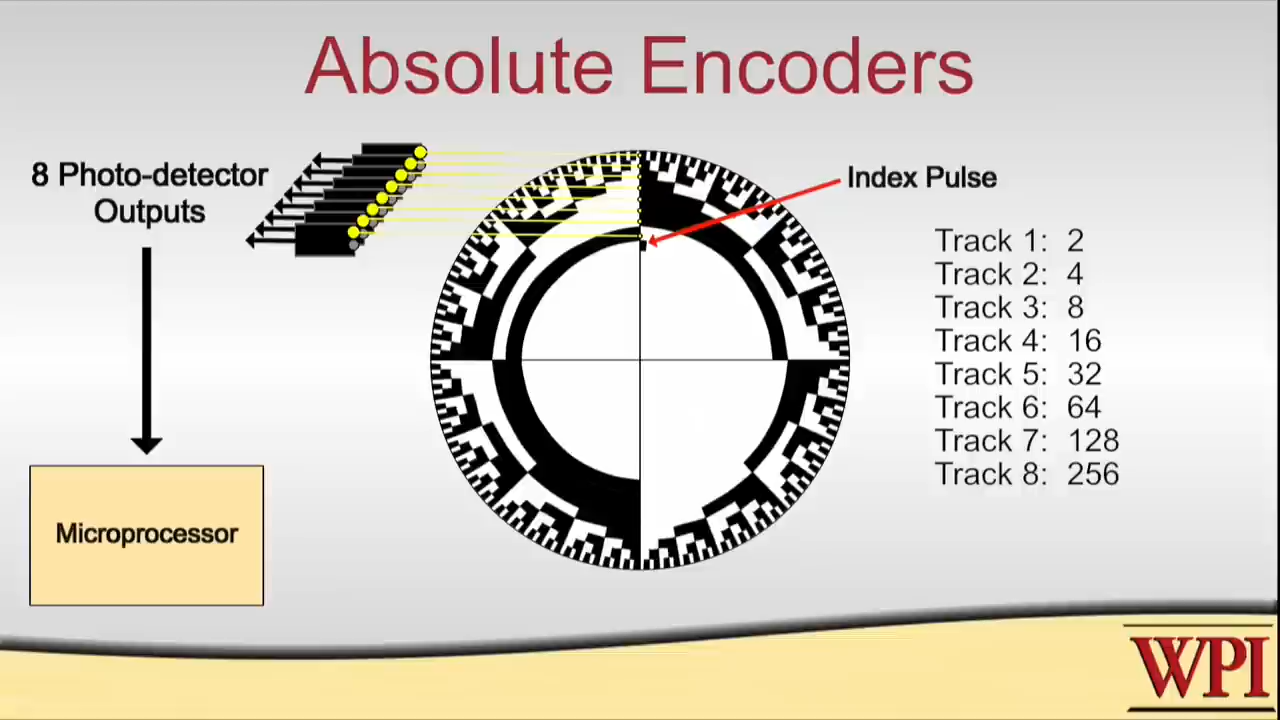 Absolute Encoders
8 Photo-detector
Outputs
Index Pulse
Track 1: 2
Track 2: 4
Track 3: 8
Track 4: 16
Track 5: 32
Track 6: 64
Track 7: 128
Track 8: 256
Microprocessor
WPI